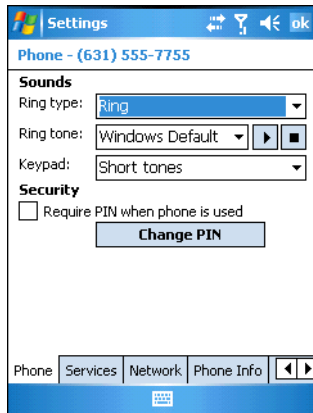 Settings ok
Phone - (631) 555-7755
Sounds
Ring type: Ring
Ring tone: Windows Default
Keypad: Short tones
Security
Require PIN when phone is used
Change PIN
Phone Services Network Phone Info